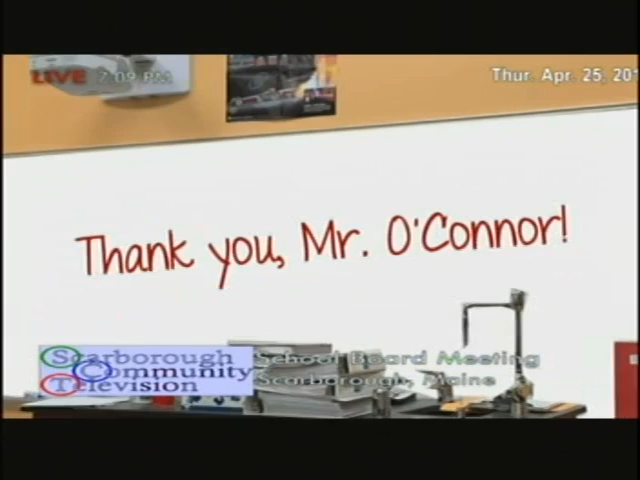 LIVE 7:09 PM
Thur. Apr. 25, 201
Thank you, Mr. O'Connor!
Scarborough
Community
Television
School Board Meeting
Scarborough, Maine